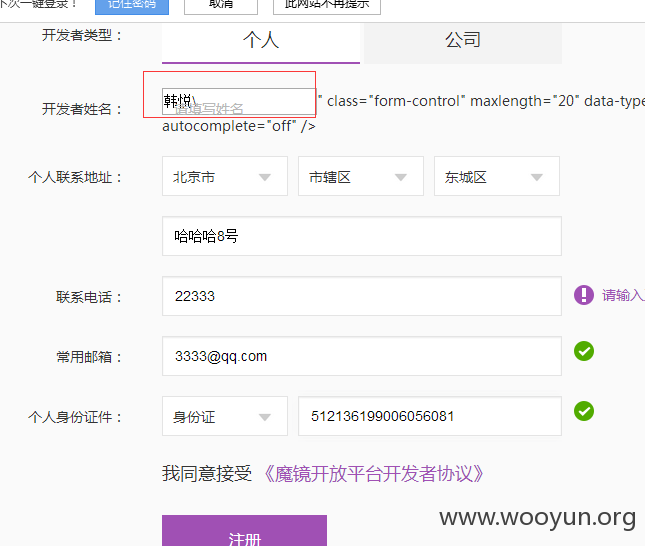 下次一键登录！ 记住密码 取消 此网站不再提示
开发者类型： 个人 公司
开发者姓名： 韩悦\ 请填写姓名 " class="form-control" maxlength="20" data-type
autocomplete="off" />
个人联系地址： 北京市 市辖区 东城区
哈哈哈8号
联系电话： 22333 请输入
常用邮箱： 3333@qq.com
个人身份证件： 身份证 512136199006056081
我同意接受 《魔镜开放平台开发者协议》
注册
www.wooyun.org